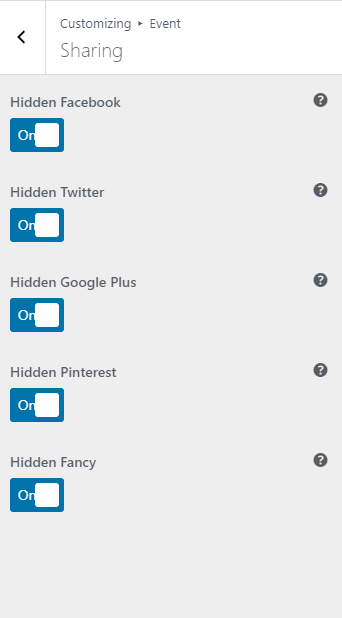 Customizing ▸ Event
Sharing
Hidden Facebook
On
Hidden Twitter
On
Hidden Google Plus
On
Hidden Pinterest
On
Hidden Fancy
On